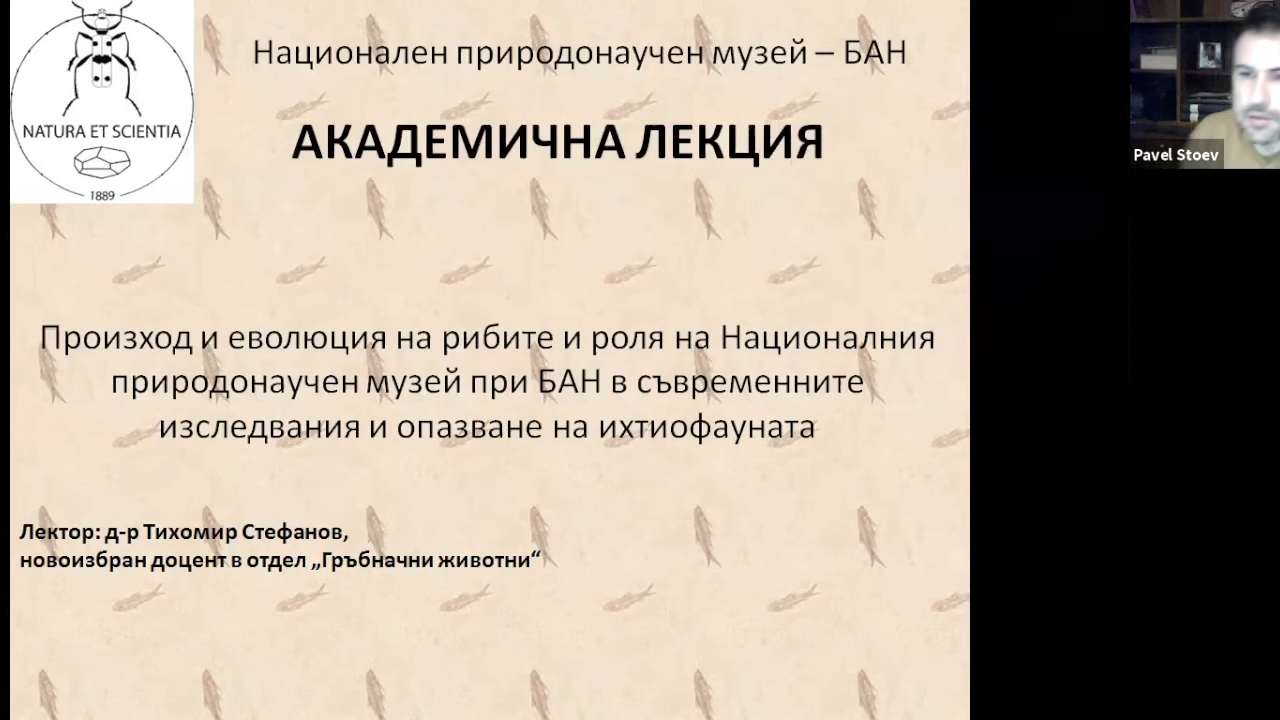 NATURA ET SCIENTIA
1889
Национален природонаучен музей – БАН
АКАДЕМИЧНА ЛЕКЦИЯ
Произход и еволюция на рибите и роля на Националния
природонаучен музей при БАН в съвременните
изследвания и опазване на ихтиофауната
Лектор: д-р Тихомир Стефанов,
новоизбран доцент в отдел „Гръбначни животни“
Pavel Stoev